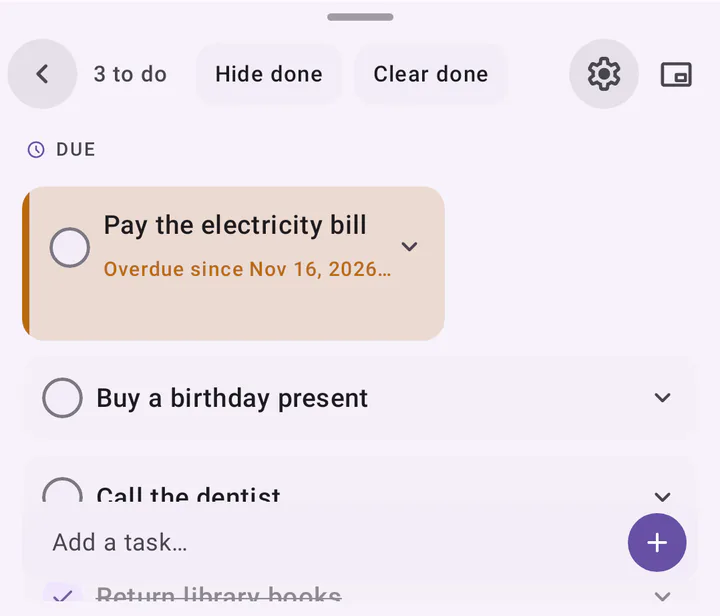 3 to do
Hide done
Clear done
DUE
Pay the electricity bill
Overdue since Nov 16, 2026…
Buy a birthday present
Call the dentist
Add a task…
Return library books